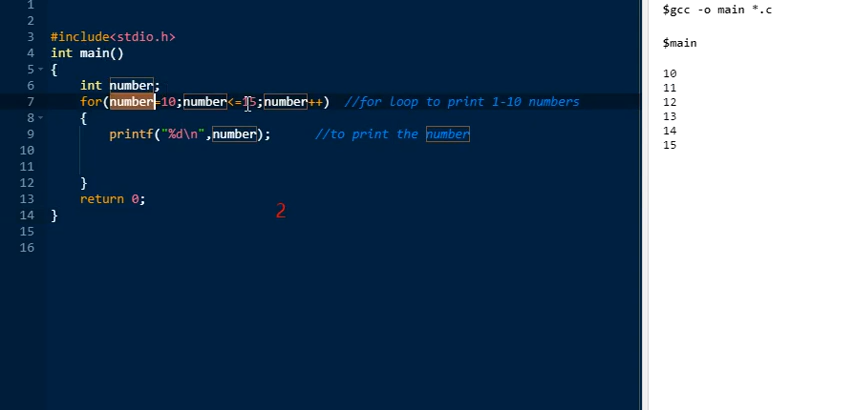 1
2
3 #include<stdio.h>
4 int main()
5 {
6 int number;
7 for(number=10;number<=15;number++) //for loop to print 1-10 numbers
8 {
9 printf("%d\n",number); //to print the number
10
11
12 }
13 return 0;
2
14 }
15
16
$gcc -o main *.c
$main
10
11
12
13
14
15